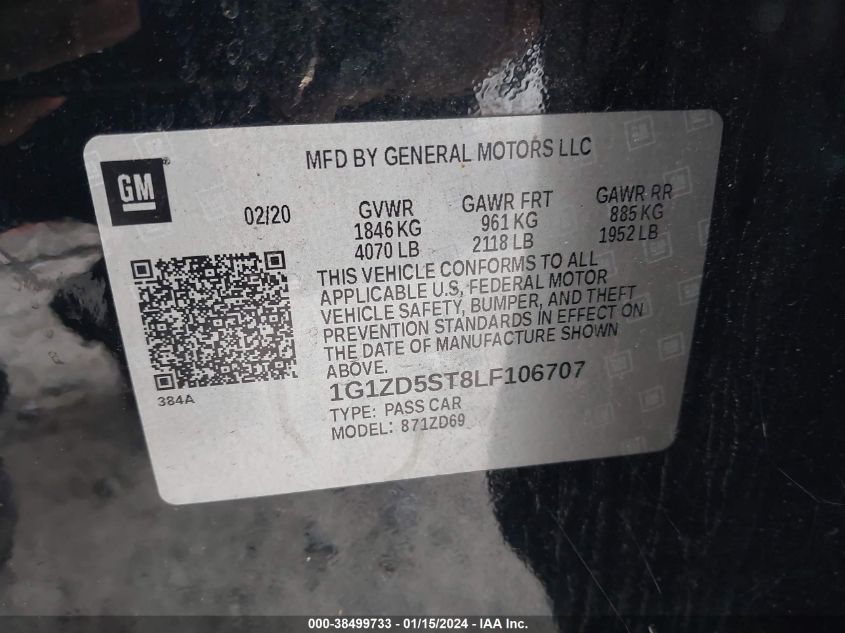 GM
MFD BY GENERAL MOTORS LLC
02/20
GVWR
1846 KG
4070 LB
GAWR FRT
961 KG
2118 LB
GAWR RR
885 KG
1952 LB
THIS VEHICLE CONFORMS TO ALL
APPLICABLE U.S. FEDERAL MOTOR
VEHICLE SAFETY, BUMPER, AND THEFT
PREVENTION STANDARDS IN EFFECT ON
THE DATE OF MANUFACTURE SHOWN
ABOVE.
384A
1G1ZD5ST8LF106707
TYPE: PASS CAR
MODEL: 871ZD69
000-38499733 - 01/15/2024 - IAA Inc.